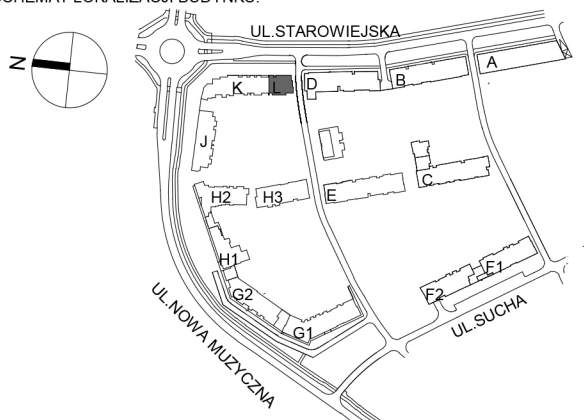 SCHEMAT LOKALIZACJI BUDYNKU:
UL.STAROWIEJSKA
N
A
B
D
K
L
J
C
E
H2
H3
H1
G2
G1
F1
F2
UL.SUCHA
UL.NOWA MUZYCZNA